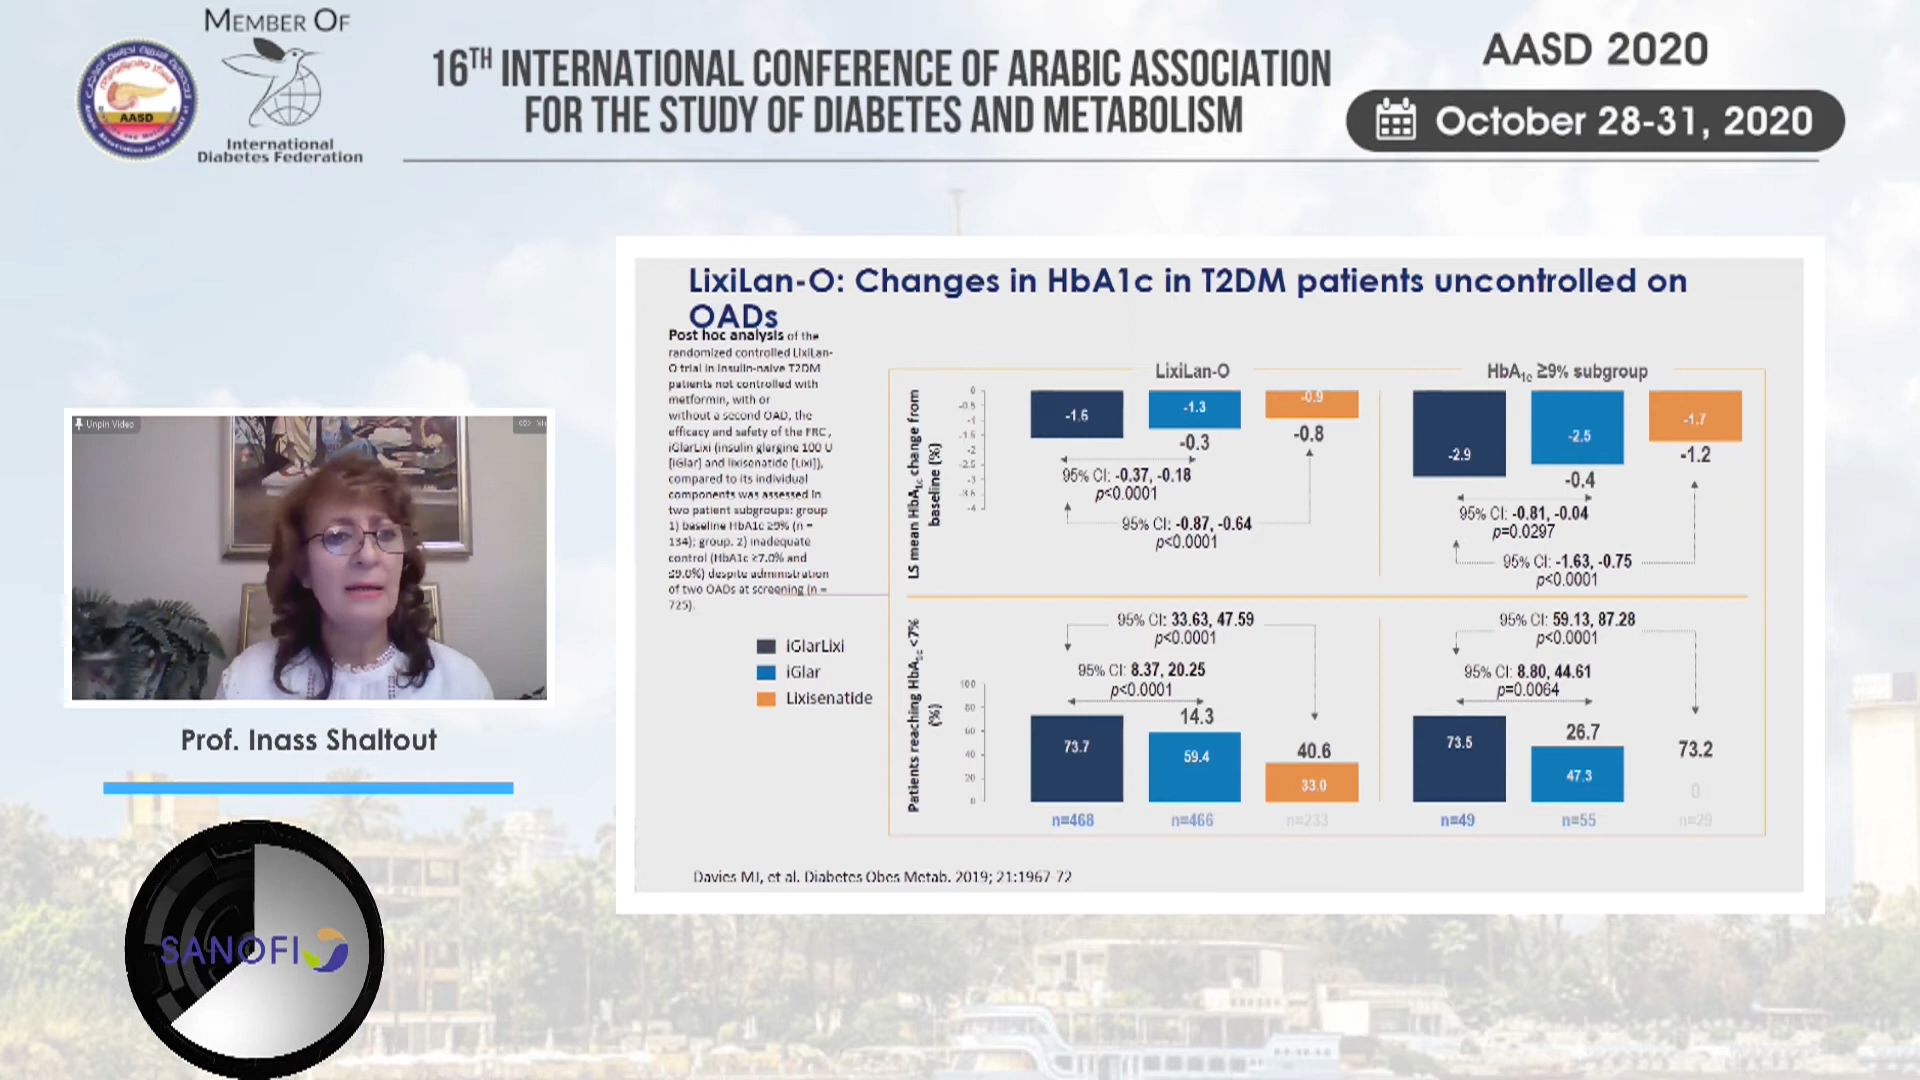 MEMBER OF
International
Diabetes Federation
AASD
16TH INTERNATIONAL CONFERENCE OF ARABIC ASSOCIATION
FOR THE STUDY OF DIABETES AND METABOLISM
AASD 2020
October 28-31, 2020
Unpin Video
Prof. Inass Shaltout
SANOFI
LixiLan-O: Changes in HbA1c in T2DM patients uncontrolled on
OADs
Post hoc analysis of the
randomized controlled LixiLan-
O trial in insulin-naive T2DM
patients not controlled with
metformin, with or
without a second OAD, the
efficacy and safety of the FRC,
iGlarLixi (insulin glargine 100 U
[iGlar] and lixisenatide [Lixi]),
compared to its individual
components was assessed in
two patient subgroups: group
1) baseline HbA1c ≥9% (n =
134); group. 2) inadequate
control (HbA1c ≥7.0% and
≤9.0%) despite administration
of two OADs at screening (n =
725).
iGlarLixi
iGlar
Lixisenatide
LixiLan-O
HbA1c ≥9% subgroup
LS mean HbA1c change from
baseline (%)
0
-0.5
-1
-1.5
-2
-2.5
-3
-3.5
-4
-1.6
-1.3
-0.9
-0.3
-0.8
95% CI: -0.37, -0.18
p<0.0001
95% CI: -0.87, -0.64
p<0.0001
-2.9
-2.5
-1.7
-0.4
-1.2
95% CI: -0.81, -0.04
p=0.0297
95% CI: -1.63, -0.75
p<0.0001
Patients reaching HbA1c <7%
(%)
100
80
60
40
20
0
95% CI: 33.63, 47.59
p<0.0001
95% CI: 8.37, 20.25
p<0.0001
14.3
40.6
73.7
59.4
33.0
n=468
n=466
n=233
95% CI: 59.13, 87.28
p<0.0001
95% CI: 8.80, 44.61
p=0.0064
26.7
73.2
73.5
47.3
0
n=49
n=55
n=29
Davies MJ, et al. Diabetes Obes Metab. 2019; 21:1967-72